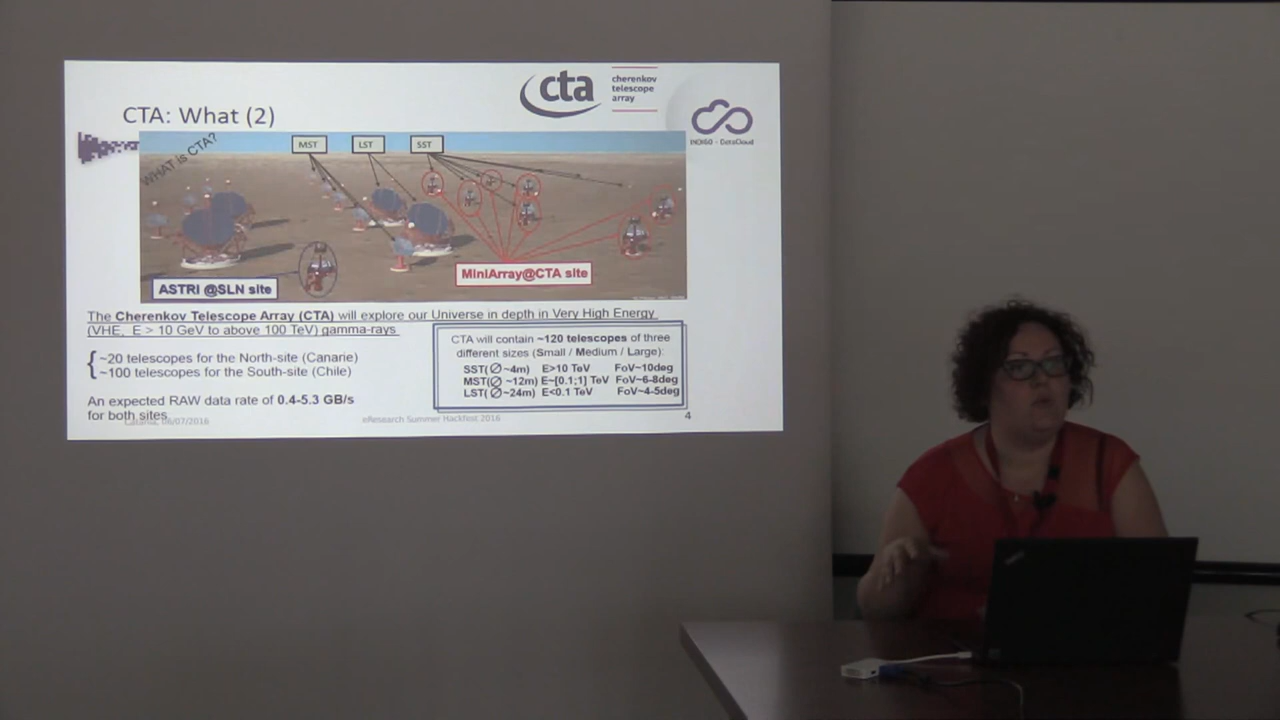 cta
cherenkov
telescope
array
CTA: What (2)
INDIGO - DataCloud
WHAT is CTA?
MST
LST
SST
MiniArray@CTA site
ASTRI @SLN site
The Cherenkov Telescope Array (CTA) will explore our Universe in depth in Very High Energy
(VHE, E > 10 GeV to above 100 TeV) gamma-rays
~20 telescopes for the North-site (Canarie)
~100 telescopes for the South-site (Chile)
An expected RAW data rate of 0.4-5.3 GB/s
for both sites
CTA will contain ~120 telescopes of three
different sizes (Small / Medium / Large):
SST(∅~4m) E>10 TeV FoV~10deg
MST(∅~12m) E~[0.1;1] TeV FoV~6-8deg
LST(∅~24m) E<0.1 TeV FoV~4-5deg
Catania, 06/07/2016
eResearch Summer Hackfest 2016
4